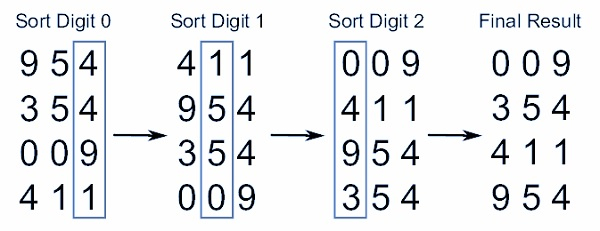 Sort Digit 0 Sort Digit 1 Sort Digit 2 Final Result
9 5 4 4 1 1 0 0 9 0 0 9
3 5 4 9 5 4 4 1 1 3 5 4
0 0 9 3 5 4 9 5 4 4 1 1
4 1 1 0 0 9 3 5 4 9 5 4